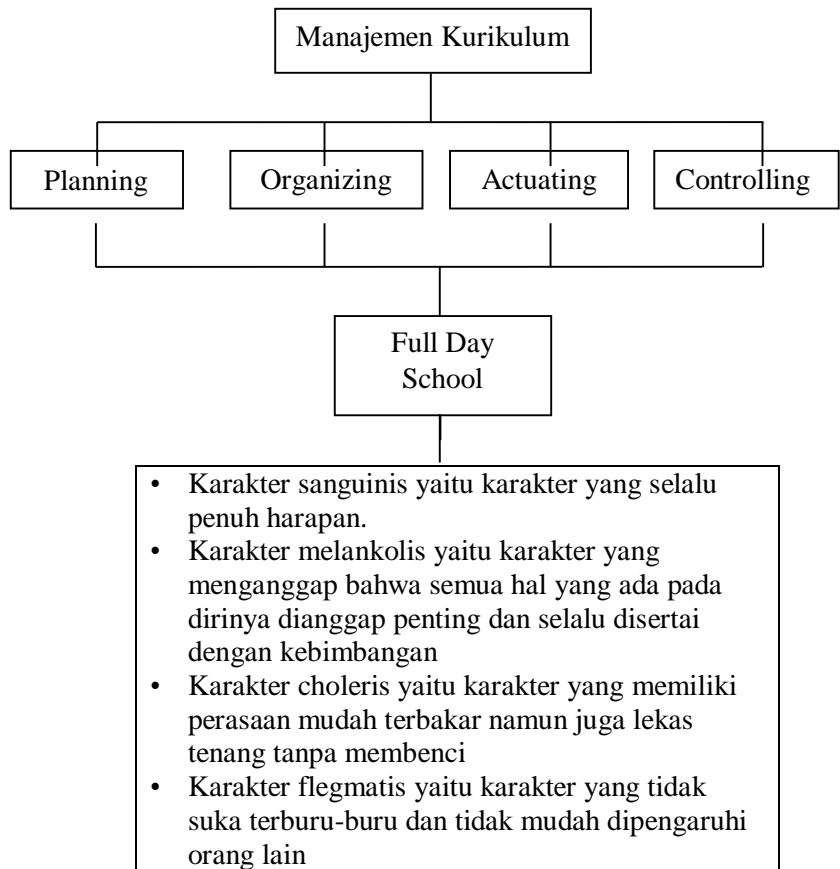 Manajemen Kurikulum
Planning
Organizing
Actuating
Controlling
Full Day
School
• Karakter sanguinis yaitu karakter yang selalu
penuh harapan.
• Karakter melankolis yaitu karakter yang
menganggap bahwa semua hal yang ada pada
dirinya dianggap penting dan selalu disertai
dengan kebimbangan
• Karakter choleris yaitu karakter yang memiliki
perasaan mudah terbakar namun juga lekas
tenang tanpa membenci
• Karakter flegmatis yaitu karakter yang tidak
suka terburu-buru dan tidak mudah dipengaruhi
orang lain